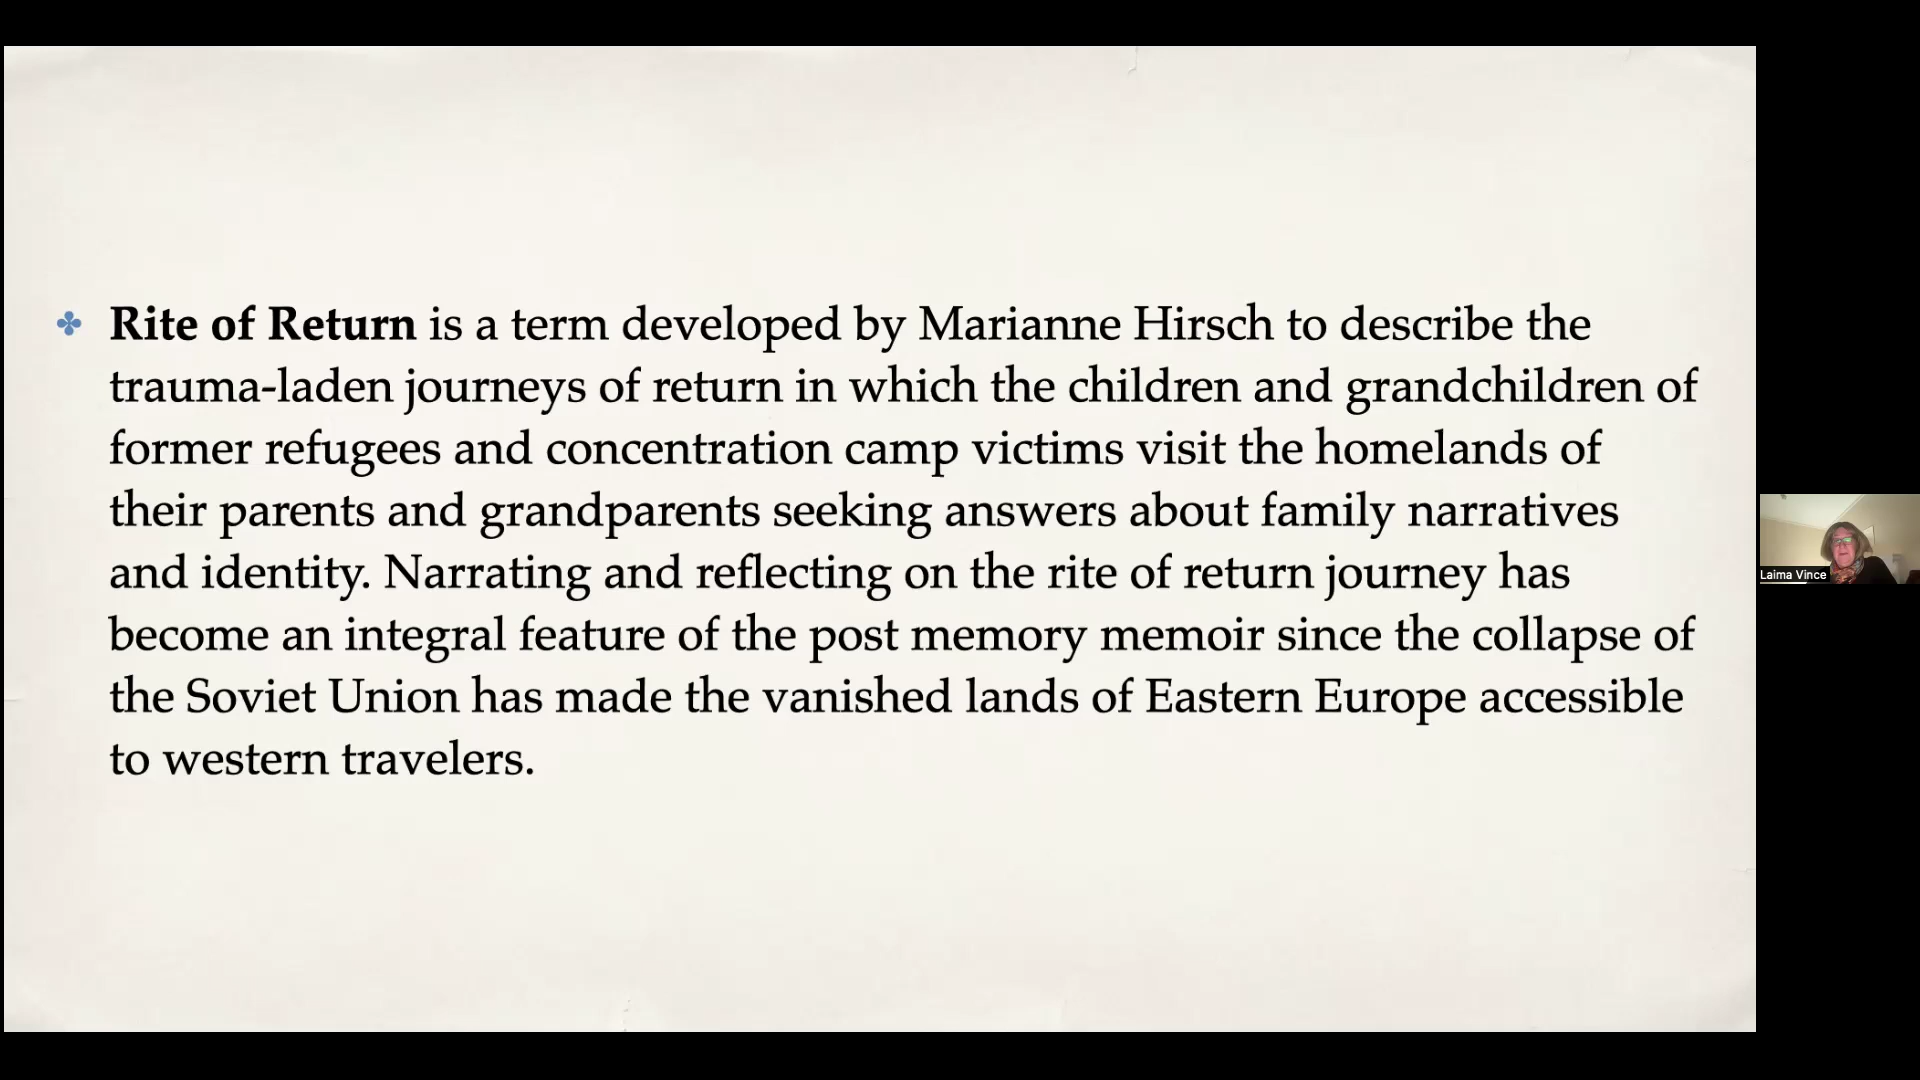 Rite of Return is a term developed by Marianne Hirsch to describe the
trauma-laden journeys of return in which the children and grandchildren of
former refugees and concentration camp victims visit the homelands of
their parents and grandparents seeking answers about family narratives
and identity. Narrating and reflecting on the rite of return journey has
become an integral feature of the post memory memoir since the collapse of
the Soviet Union has made the vanished lands of Eastern Europe accessible
to western travelers.
Laima Vince